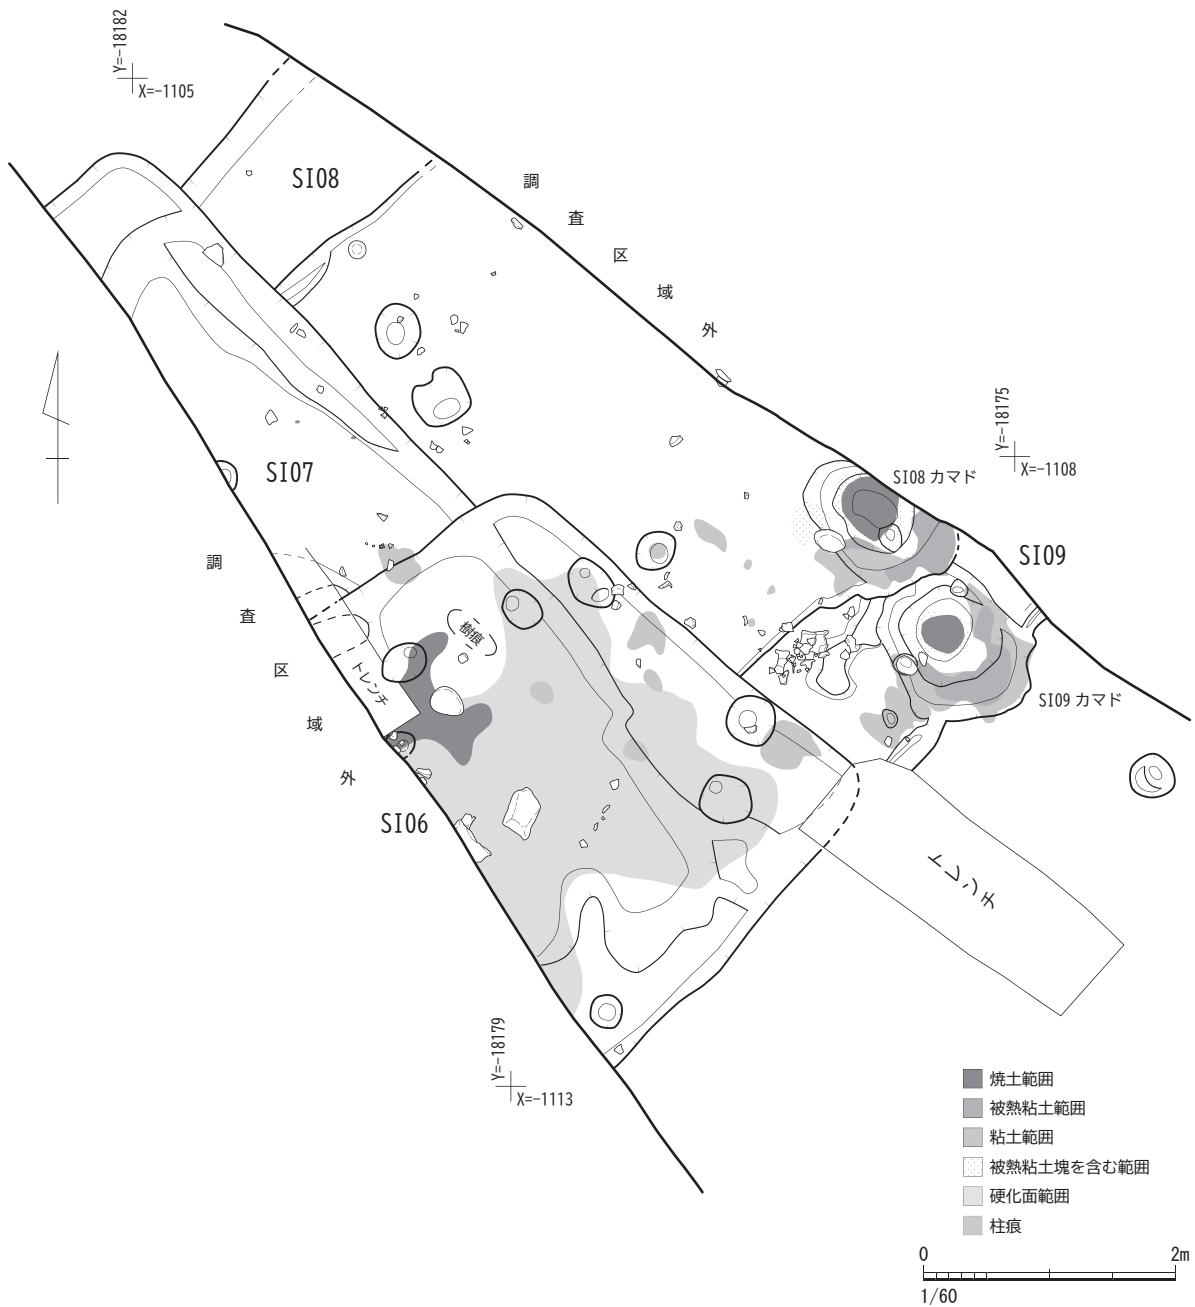 Y=-18182
X=-1105
SI08
調査区域外
Y=-18175
X=-1108
SI08 カマド
SI07
SI09
調査区域外
樹痕
トレンチ
SI09 カマド
SI06
トレンチ
Y=-18179
X=-1113
焼土範囲
被熱粘土範囲
粘土範囲
被熱粘土塊を含む範囲
硬化面範囲
柱痕
0 2m
1/60